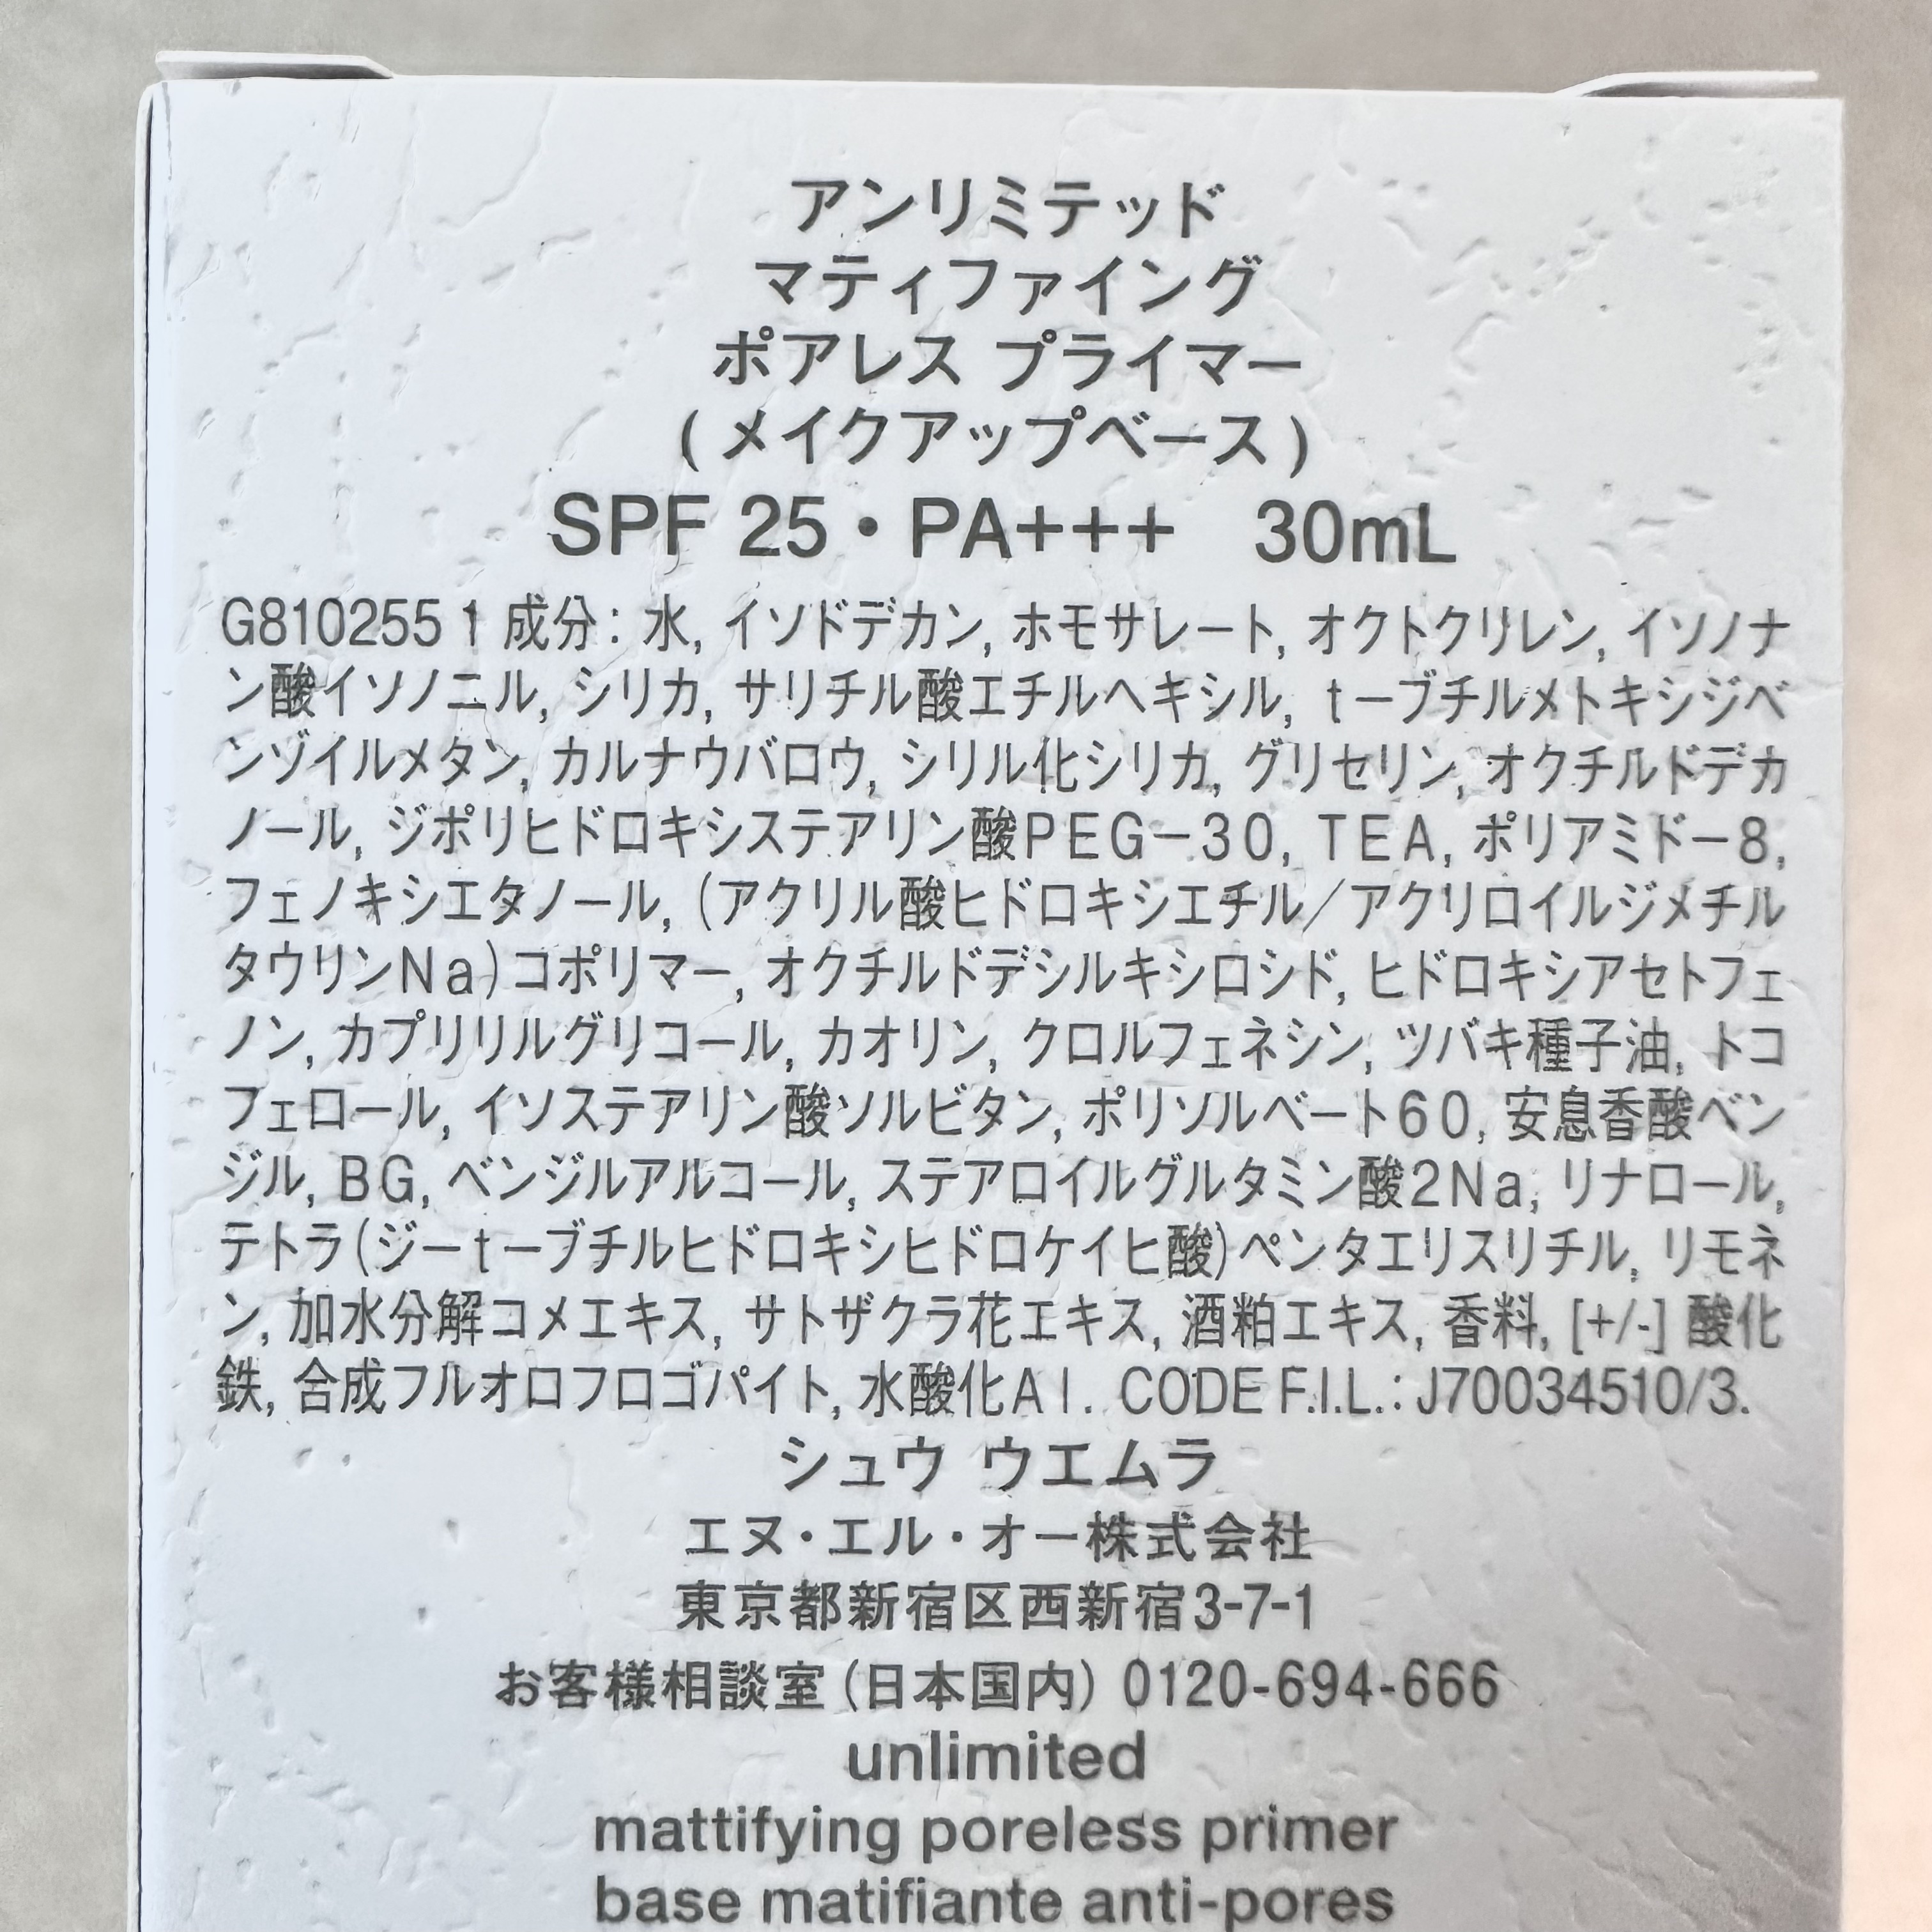 アンリミテッド
マティファイング
ポアレス プライマー
(メイクアップベース)
SPF 25・PA+++ 30mL
G810255 1 成分: 水, イソドデカン, ホモサレート, オクトクリレン, イソノナ
ン酸イソノニル, シリカ, サリチル酸エチルヘキシル, t－ブチルメトキシジベ
ンゾイルメタン, カルナウバロウ, シリル化シリカ, グリセリン, オクチルドデカ
ノール, ジポリヒドロキシステアリン酸PEG－30, TEA, ポリアミド－8,
フェノキシエタノール, (アクリル酸ヒドロキシエチル／アクリロイルジメチル
タウリンNa)コポリマー, オクチルドデシルキシロシド, ヒドロキシアセトフェ
ノン, カプリリルグリコール, カオリン, クロルフェネシン, ツバキ種子油, トコ
フェロール, イソステアリン酸ソルビタン, ポリソルベート60, 安息香酸ベン
ジル, BG, ベンジルアルコール, ステアロイルグルタミン酸2Na, リナロール,
テトラ(ジ－t－ブチルヒドロキシヒドロケイヒ酸)ペンタエリスリチル, リモネ
ン, 加水分解コメエキス, サトザクラ花エキス, 酒粕エキス, 香料, [+/-] 酸化
鉄, 合成フルオロフロゴパイト, 水酸化Al. CODE F.I.L.: J70034510/3.
シュウ ウエムラ
エヌ・エル・オー株式会社
東京都新宿区西新宿3-7-1
お客様相談室(日本国内) 0120-694-666
unlimited
mattifying poreless primer
base matifiante anti-pores